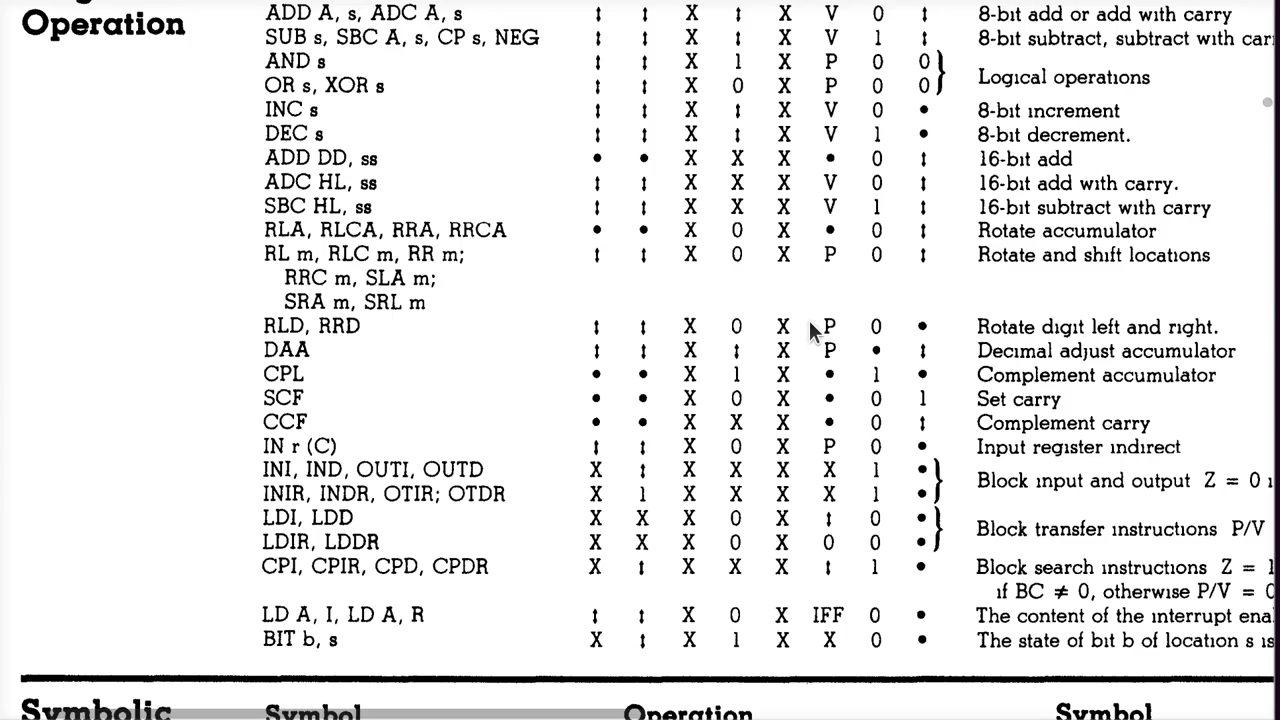 Operation
ADD A, s, ADC A, s ↕ ↕ X ↕ X V 0 ↕ 8-bit add or add with carry
SUB s, SBC A, s, CP s, NEG ↕ ↕ X ↕ X V 1 ↕ 8-bit subtract, subtract with car
AND s ↕ ↕ X 1 X P 0 0
OR s, XOR s ↕ ↕ X 0 X P 0 0
Logical operations
INC s ↕ ↕ X ↕ X V 0 • 8-bit increment
DEC s ↕ ↕ X ↕ X V 1 • 8-bit decrement.
ADD DD, ss • • X X X • 0 ↕ 16-bit add
ADC HL, ss ↕ ↕ X X X V 0 ↕ 16-bit add with carry.
SBC HL, ss ↕ ↕ X X X V 1 ↕ 16-bit subtract with carry
RLA, RLCA, RRA, RRCA • • X 0 X • 0 ↕ Rotate accumulator
RL m, RLC m, RR m; ↕ ↕ X 0 X P 0 ↕ Rotate and shift locations
RRC m, SLA m;
SRA m, SRL m
RLD, RRD ↕ ↕ X 0 X P 0 • Rotate digit left and right.
DAA ↕ ↕ X ↕ X P • ↕ Decimal adjust accumulator
CPL • • X 1 X • 1 • Complement accumulator
SCF • • X 0 X • 0 1 Set carry
CCF • • X X X • 0 ↕ Complement carry
IN r (C) ↕ ↕ X 0 X P 0 • Input register indirect
INI, IND, OUTI, OUTD X ↕ X X X X 1 •
INIR, INDR, OTIR; OTDR X 1 X X X X 1 •
Block input and output Z = 0
LDI, LDD X X X 0 X ↕ 0 •
LDIR, LDDR X X X 0 X 0 0 •
Block transfer instructions P/V
CPI, CPIR, CPD, CPDR X ↕ X X X ↕ 1 • Block search instructions Z = 1
if BC ≠ 0, otherwise P/V = 0
LD A, I, LD A, R ↕ ↕ X 0 X IFF 0 • The content of the interrupt ena
BIT b, s X ↕ X 1 X X 0 • The state of bit b of location s is
Symbolic Symbol Operation Symbol